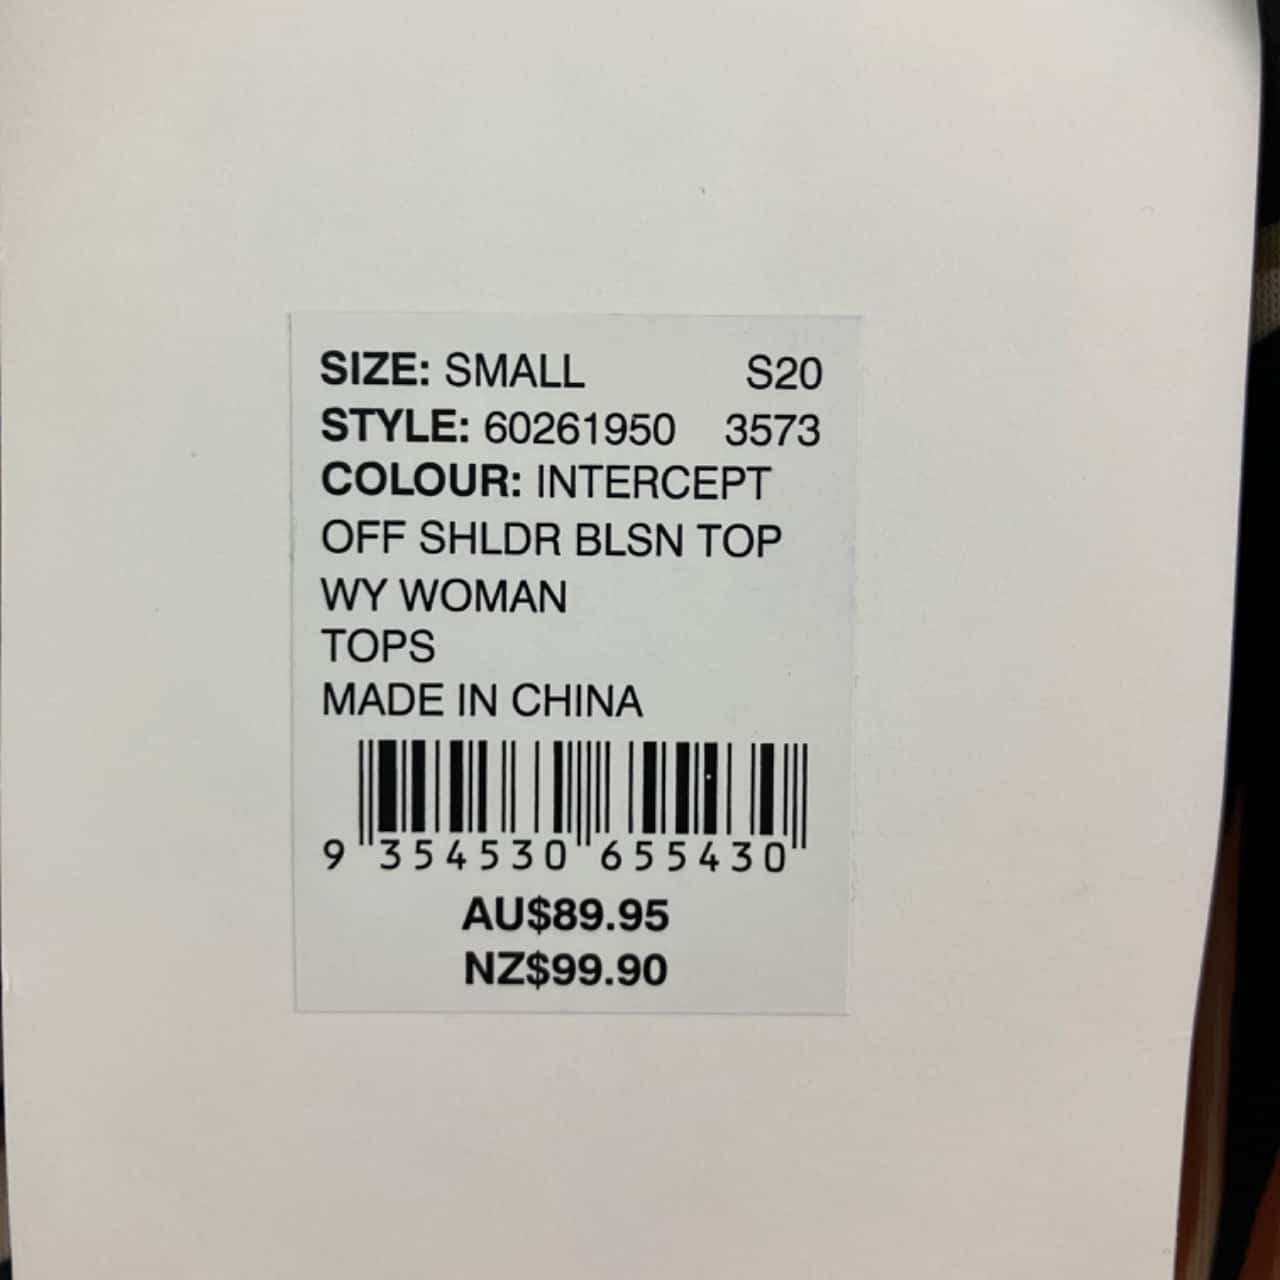 SIZE: SMALL S20
STYLE: 60261950 3573
COLOUR: INTERCEPT
OFF SHLDR BLSN TOP
WY WOMAN
TOPS
MADE IN CHINA
9 354530 655430
AU$89.95
NZ$99.90